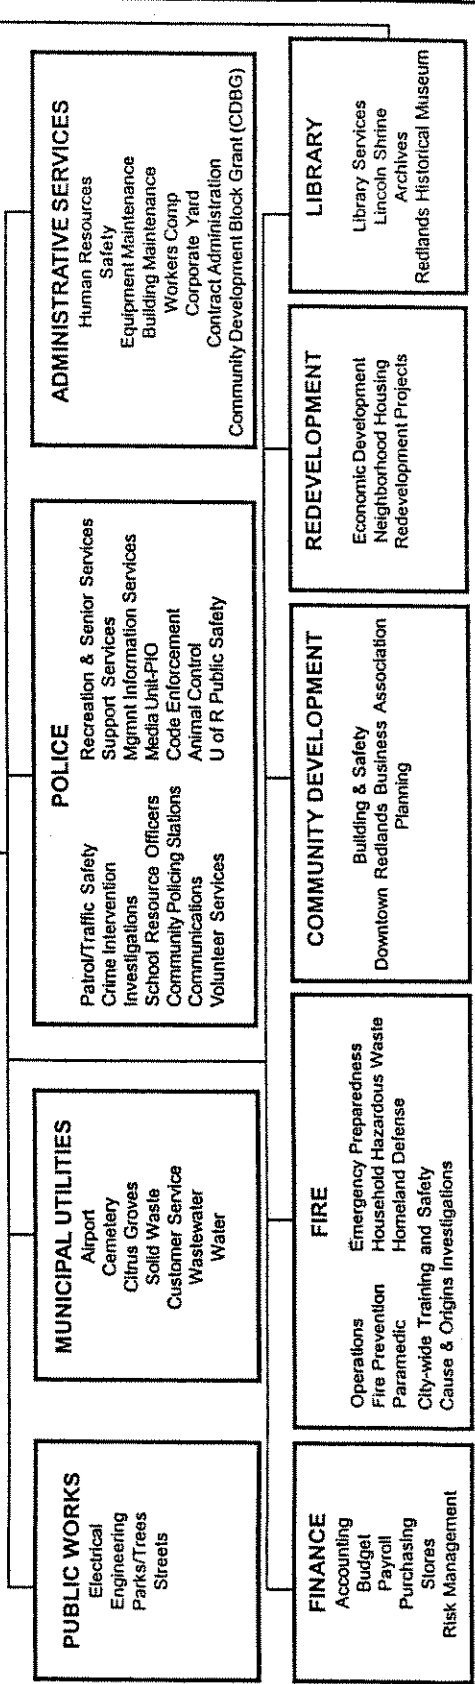 PUBLIC WORKS
Electrical
Engineering
Parks/Trees
Streets
MUNICIPAL UTILITIES
Airport
Cemetery
Citrus Groves
Solid Waste
Customer Service
Wastewater
Water
POLICE
Patrol/Traffic Safety
Crime Intervention
Investigations
School Resource Officers
Community Policing Stations
Communications
Volunteer Services
Recreation & Senior Services
Support Services
Mgmnt Information Services
Media Unit-PIO
Code Enforcement
Animal Control
U of R Public Safety
ADMINISTRATIVE SERVICES
Human Resources
Safety
Equipment Maintenance
Building Maintenance
Workers Comp
Corporate Yard
Contract Administration
Community Development Block Grant (CDBG)
FINANCE
Accounting
Budget
Payroll
Purchasing
Stores
Risk Management
FIRE
Operations
Fire Prevention
Paramedic
Emergency Preparedness
Household Hazardous Waste
Homeland Defense
City-wide Training and Safety
Cause & Origins Investigations
COMMUNITY DEVELOPMENT
Building & Safety
Downtown Redlands Business Association
Planning
REDEVELOPMENT
Economic Development
Neighborhood Housing
Redevelopment Projects
LIBRARY
Library Services
Lincoln Shrine
Archives
Redlands Historical Museum